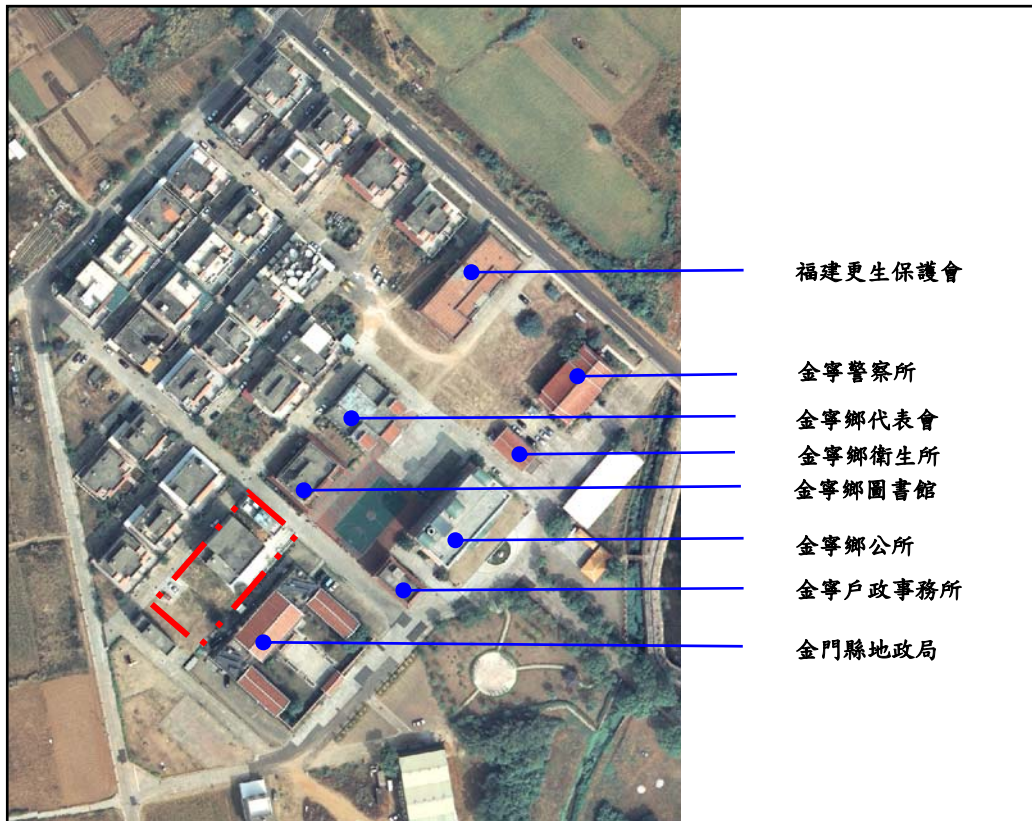 福建更生保護會
金寧警察所
金寧鄉代表會
金寧鄉衛生所
金寧鄉圖書館
金寧鄉公所
金寧戶政事務所
金門縣地政局